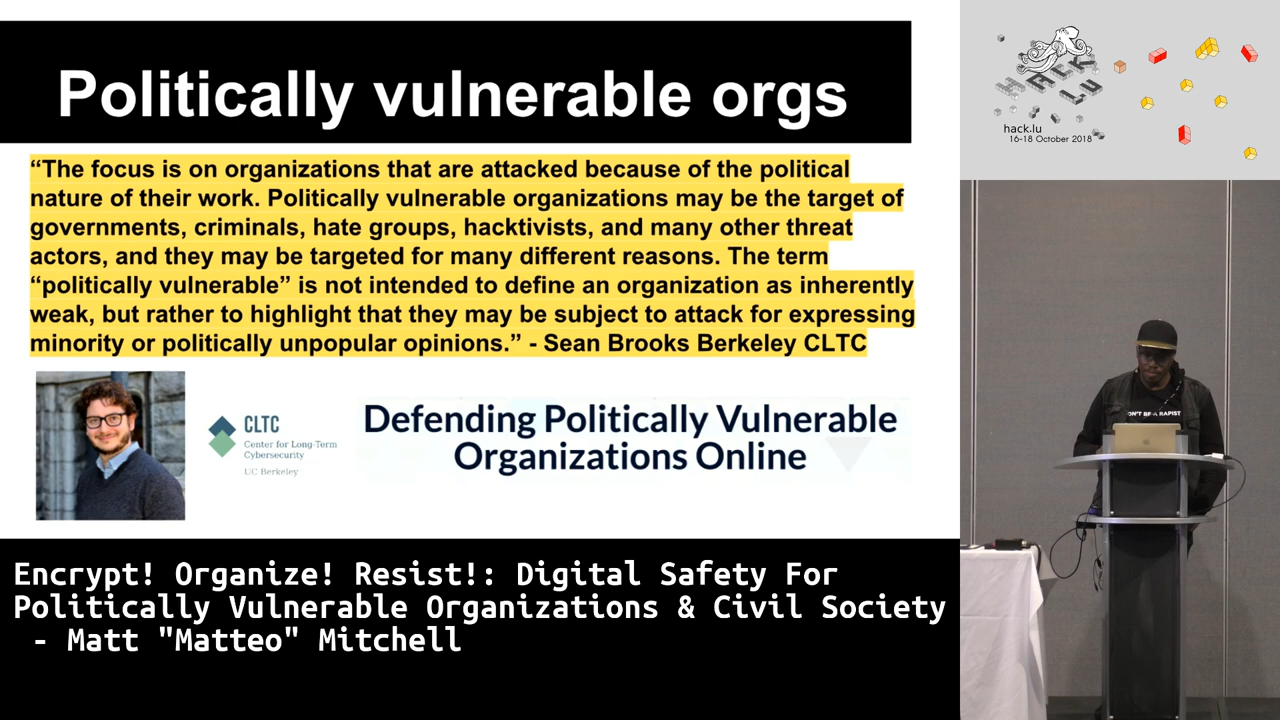 Politically vulnerable orgs
“The focus is on organizations that are attacked because of the political
nature of their work. Politically vulnerable organizations may be the target of
governments, criminals, hate groups, hacktivists, and many other threat
actors, and they may be targeted for many different reasons. The term
“politically vulnerable” is not intended to define an organization as inherently
weak, but rather to highlight that they may be subject to attack for expressing
minority or politically unpopular opinions.” - Sean Brooks Berkeley CLTC
CLTC
Center for Long-Term
Cybersecurity
UC Berkeley
Defending Politically Vulnerable
Organizations Online
Encrypt! Organize! Resist!: Digital Safety For
Politically Vulnerable Organizations & Civil Society
- Matt "Matteo" Mitchell
HACK
LU
hack.lu
16-18 October 2018
DON'T BE A RAPIST